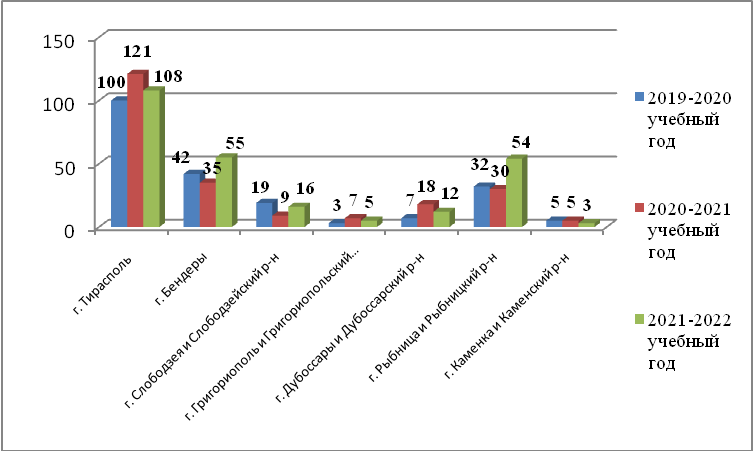 150
100
50
0
100 121 108
42 35 55
19 9 16
3 7 5
7 18 12
32 30 54
5 5 3
г. Тирасполь
г. Бендеры
г. Слободзея и Слободзейский р-н
г. Григориополь и Григориопольский...
г. Дубоссары и Дубоссарский р-н
г. Рыбница и Рыбницкий р-н
г. Каменка и Каменский р-н
2019-2020
учебный
год
2020-2021
учебный
год
2021-2022
учебный
год